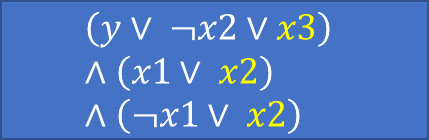 (y ∨ ¬x2 ∨ x3)
∧ (x1 ∨ x2)
∧ (¬x1 ∨ x2)